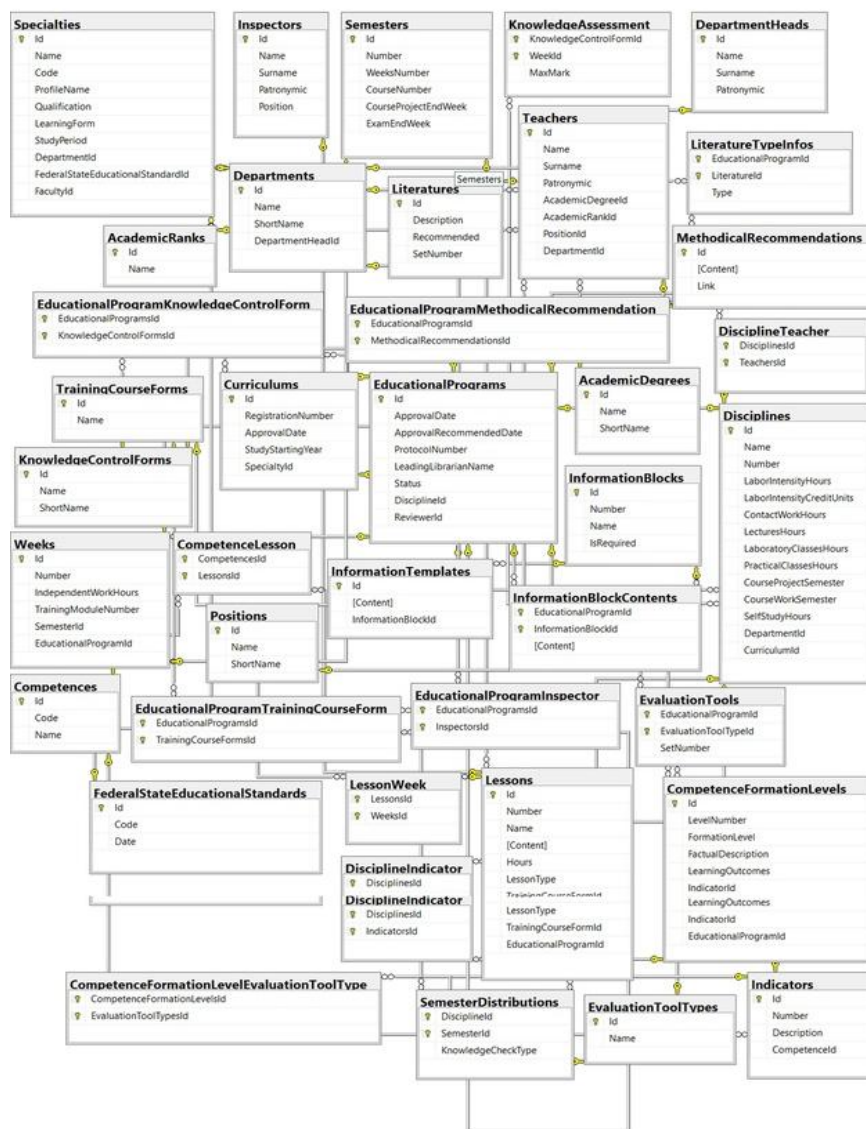 Specialties
Id
Name
Code
ProfileName
Qualification
LearningForm
StudyPeriod
DepartmentId
FederalStateEducationalStandardId
FacultyId
Inspectors
Id
Name
Surname
Patronymic
Position
Semesters
Id
Number
WeeksNumber
CourseNumber
CourseProjectEndWeek
ExamEndWeek
KnowledgeAssessment
KnowledgeControlFormId
WeekId
MaxMark
DepartmentHeads
Id
Name
Surname
Patronymic
Teachers
Id
Name
Surname
Patronymic
AcademicDegreeId
AcademicRankId
PositionId
DepartmentId
LiteratureTypeInfos
EducationalProgramId
LiteratureId
Type
Departments
Id
Name
ShortName
DepartmentHeadId
Semesters
Literatures
Id
Description
Recommended
SetNumber
AcademicRanks
Id
Name
MethodicalRecommendations
Id
[Content]
Link
EducationalProgramKnowledgeControlForm
EducationalProgramsId
KnowledgeControlFormsId
EducationalProgramMethodicalRecommendation
EducationalProgramsId
MethodicalRecommendationsId
DisciplineTeacher
DisciplinesId
TeachersId
TrainingCourseForms
Id
Name
Curriculums
Id
RegistrationNumber
ApprovalDate
StudyStartingYear
SpecialtyId
EducationalPrograms
Id
ApprovalDate
ApprovalRecommendedDate
ProtocolNumber
LeadingLibrarianName
Status
DisciplineId
ReviewerId
AcademicDegrees
Id
Name
ShortName
Disciplines
Id
Name
Number
LaborIntensityHours
LaborIntensityCreditUnits
ContactWorkHours
LecturesHours
LaboratoryClassesHours
PracticalClassesHours
CourseProjectSemester
CourseWorkSemester
SelfStudyHours
DepartmentId
CurriculumId
KnowledgeControlForms
Id
Name
ShortName
InformationBlocks
Id
Number
Name
IsRequired
Weeks
Id
Number
IndependentWorkHours
TrainingModuleNumber
SemesterId
EducationalProgramId
CompetenceLesson
CompetencesId
LessonsId
InformationTemplates
Id
[Content]
InformationBlockId
InformationBlockContents
EducationalProgramId
InformationBlockId
[Content]
Positions
Id
Name
ShortName
Competences
Id
Code
Name
EducationalProgramTrainingCourseForm
EducationalProgramsId
TrainingCourseFormsId
EducationalProgramInspector
EducationalProgramsId
InspectorsId
EvaluationTools
EducationalProgramId
EvaluationToolTypeId
SetNumber
FederalStateEducationalStandards
Id
Code
Date
LessonWeek
LessonsId
WeeksId
Lessons
Id
Number
Name
[Content]
Hours
LessonType
TrainingCourseFormId
LessonType
TrainingCourseFormId
EducationalProgramId
CompetenceFormationLevels
Id
LevelNumber
FormationLevel
FactualDescription
LearningOutcomes
IndicatorId
LearningOutcomes
IndicatorId
EducationalProgramId
DisciplineIndicator
DisciplinesId
DisciplineIndicator
DisciplinesId
IndicatorsId
CompetenceFormationLevelEvaluationToolType
CompetenceFormationLevelsId
EvaluationToolTypesId
SemesterDistributions
DisciplineId
SemesterId
KnowledgeCheckType
EvaluationToolTypes
Id
Name
Indicators
Id
Number
Description
CompetenceId